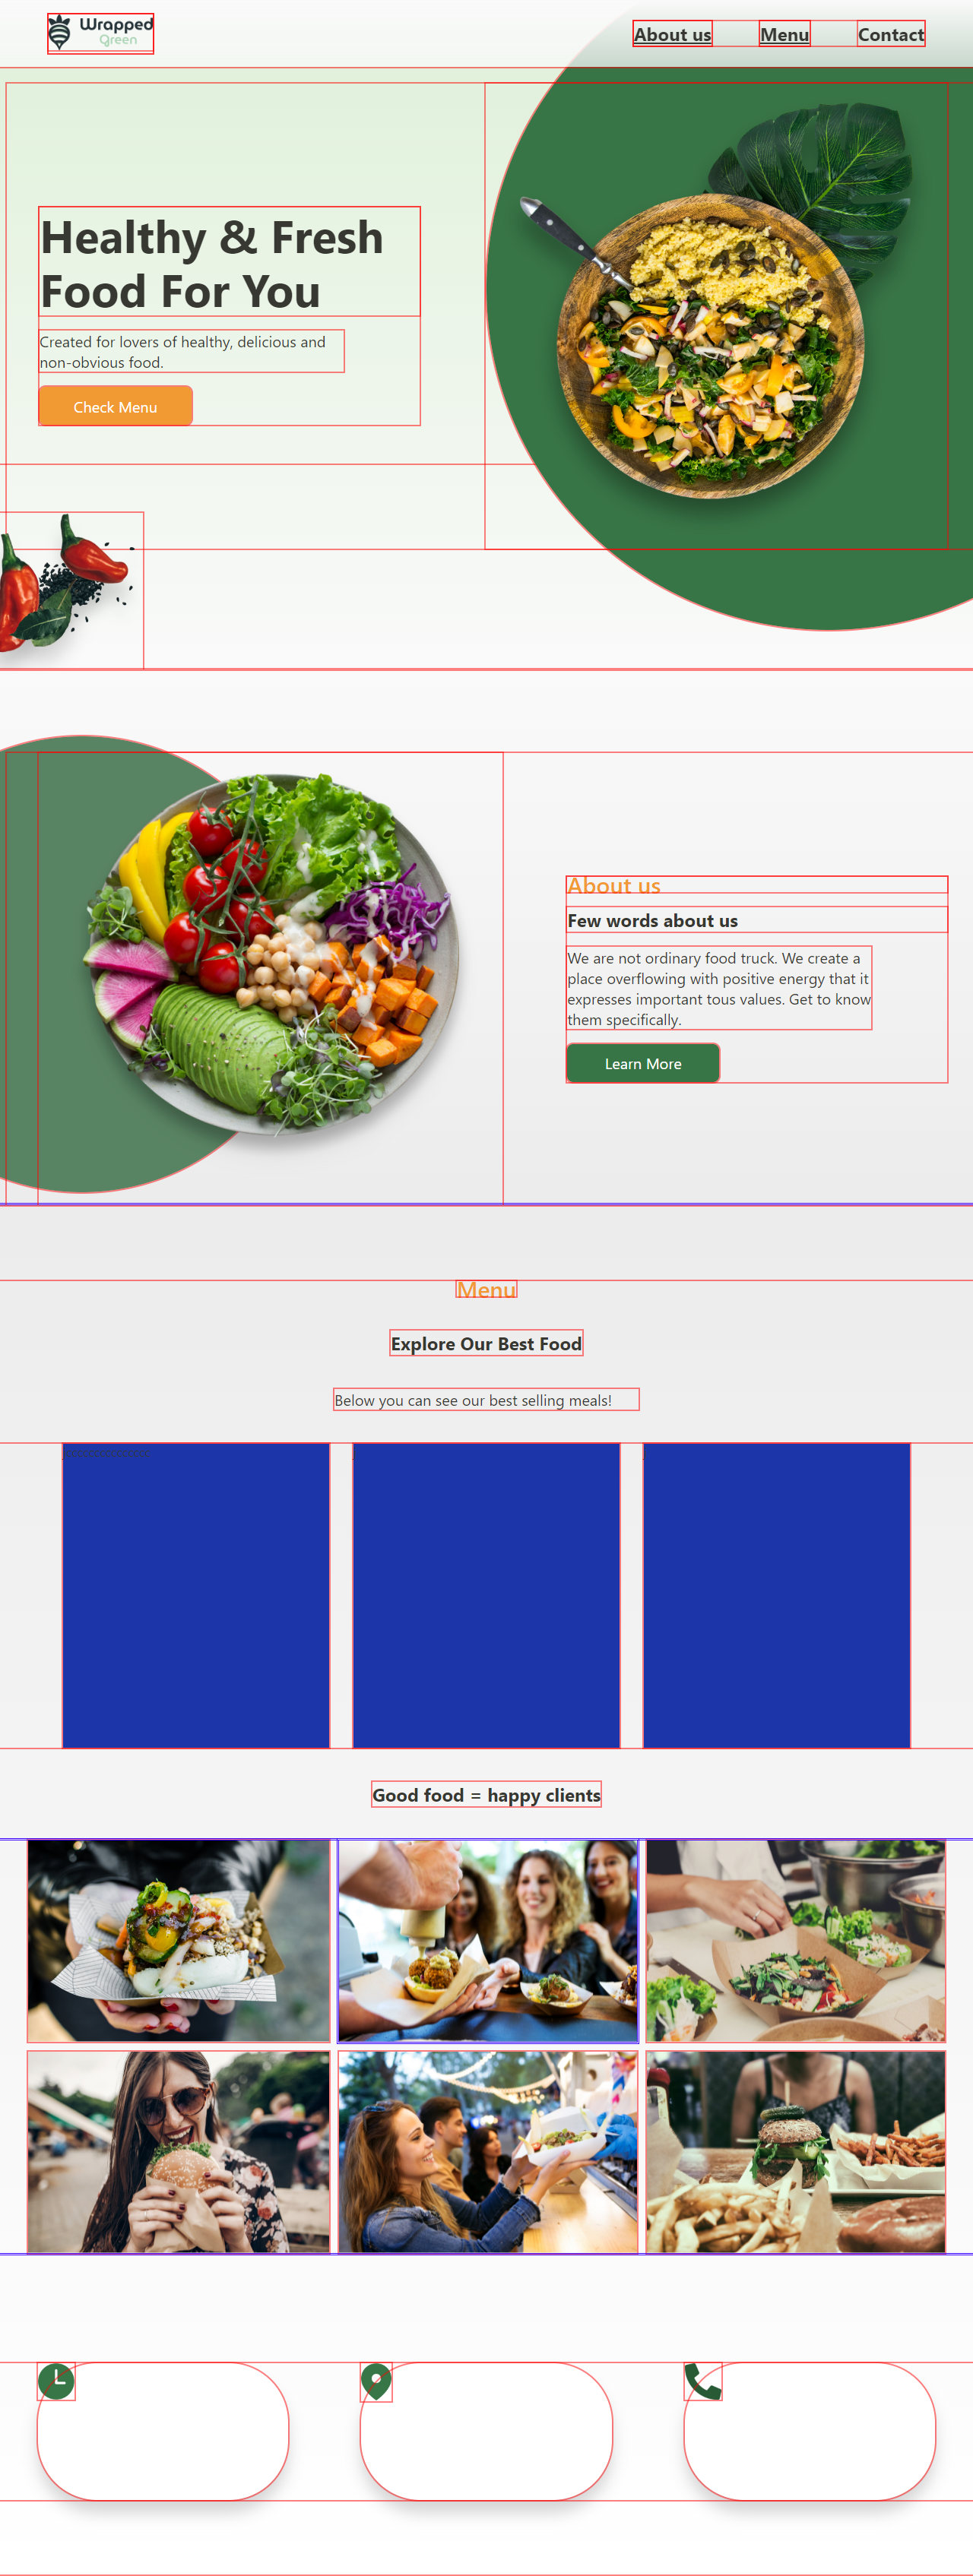 Wrapped
Green
About us
Menu
Contact
Healthy & Fresh
Food For You
Created for lovers of healthy, delicious and
non-obvious food.
Check Menu
About us
Few words about us
We are not ordinary food truck. We create a
place overflowing with positive energy that it
expresses important tous values. Get to know
them specifically.
Learn More
Menu
Explore Our Best Food
Below you can see our best selling meals!
Good food = happy clients